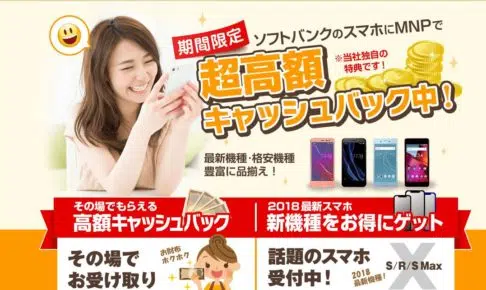 期間限定
ソフトバンクのスマホにMNPで
超高額
※当社独自の
特典です！
キャッシュバック中！
最新機種・格安機種
豊富に品揃え！
その場でもらえる
高額キャッシュバック
2018最新スマホ
新機種をお得にゲット
その場で
お受け取り
お財布
ホクホク
話題のスマホ
受付中！
2018
最新機種！
X
S/R/S Max